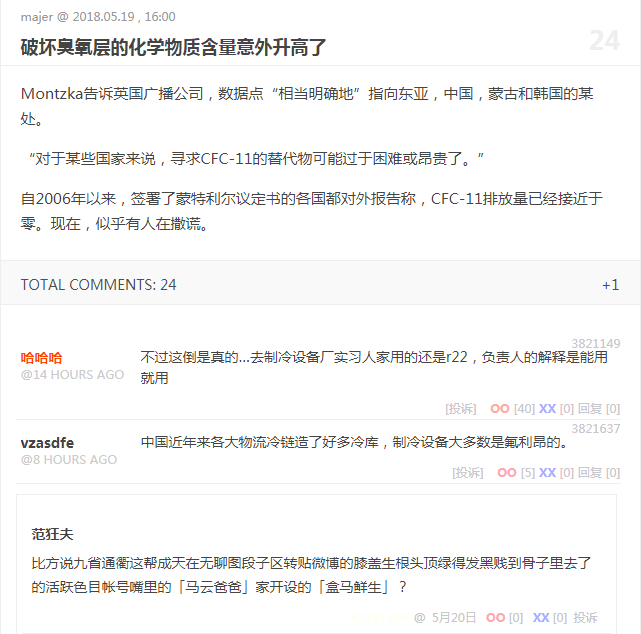 majer @ 2018.05.19 , 16:00
破坏臭氧层的化学物质含量意外升高了
24
Montzka告诉英国广播公司，数据点“相当明确地”指向东亚，中国，蒙古和韩国的某
处。
“对于某些国家来说，寻求CFC-11的替代物可能过于困难或昂贵了。”
自2006年以来，签署了蒙特利尔议定书的各国都对外报告称，CFC-11排放量已经接近于
零。现在，似乎有人在撒谎。
TOTAL COMMENTS: 24
+1
3821149
哈哈哈
@14 HOURS AGO
不过这倒是真的...去制冷设备厂实习人家用的还是r22，负责人的解释是能用
就用
[投诉] OO [40] XX [0] 回复 [0]
3821637
vzasdfe
@8 HOURS AGO
中国近年来各大物流冷链造了好多冷库，制冷设备大多数是氟利昂的。
[投诉] OO [5] XX [0] 回复 [0]
范狂夫
比方说九省通衢这帮成天在无聊图段子区转贴微博的膝盖生根头顶绿得发黑贱到骨子里去了
的活跃色目帐号嘴里的「马云爸爸」家开设的「盒马鲜生」？
@ 5月20日 OO [0] XX [0] 投诉